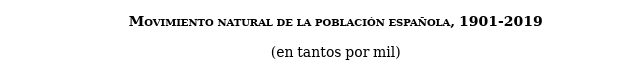 Movimiento natural de la población española, 1901-2019
(en tantos por mil)